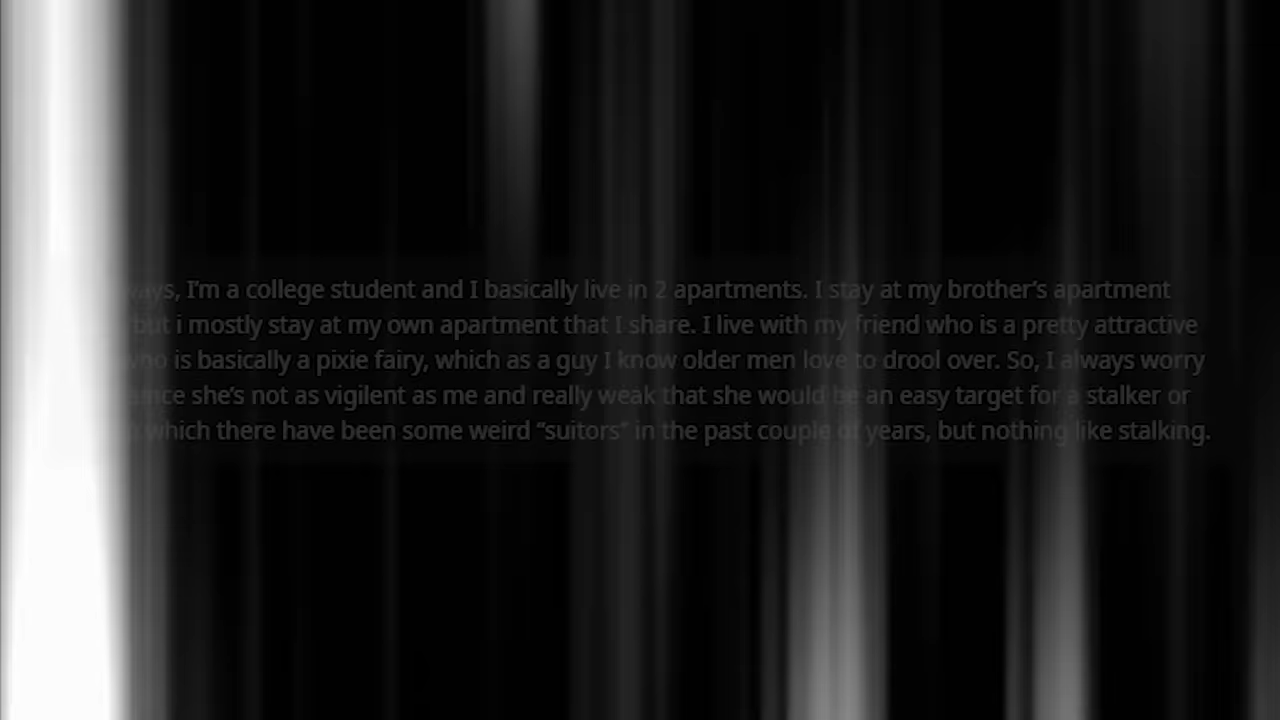 ways, I'm a college student and I basically live in 2 apartments. I stay at my brother's apartment
but i mostly stay at my own apartment that I share. I live with my friend who is a pretty attractive
who is basically a pixie fairy, which as a guy I know older men love to drool over. So, I always worry
she's not as vigilent as me and really weak that she would be an easy target for a stalker or
which there have been some weird “suitors” in the past couple of years, but nothing like stalking.